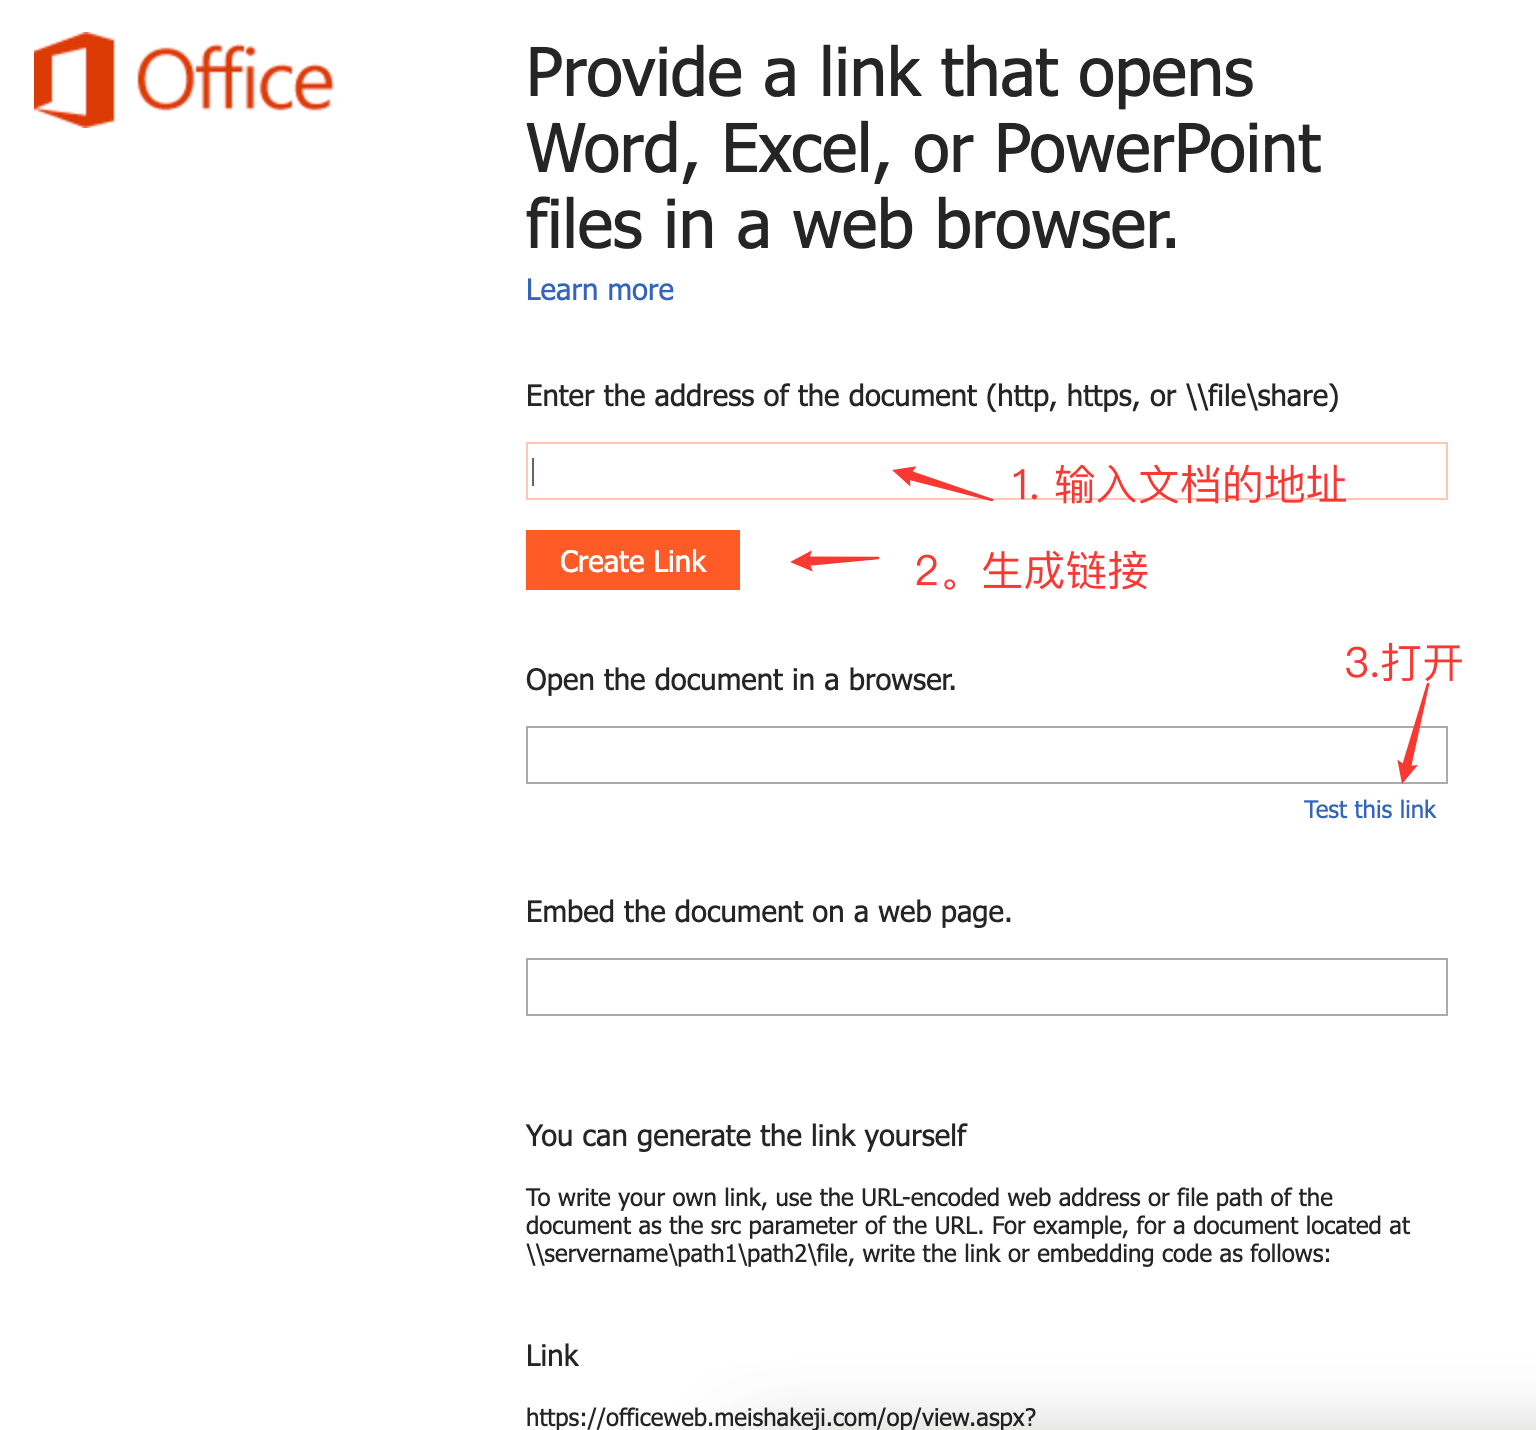 Office
Provide a link that opens
Word, Excel, or PowerPoint
files in a web browser.
Learn more
Enter the address of the document (http, https, or \\file\share)
1. 输入文档的地址
Create Link
2。生成链接
3.打开
Open the document in a browser.
Test this link
Embed the document on a web page.
You can generate the link yourself
To write your own link, use the URL-encoded web address or file path of the
document as the src parameter of the URL. For example, for a document located at
\\servername\path1\path2\file, write the link or embedding code as follows:
Link
https://officeweb.meishakeji.com/op/view.aspx?